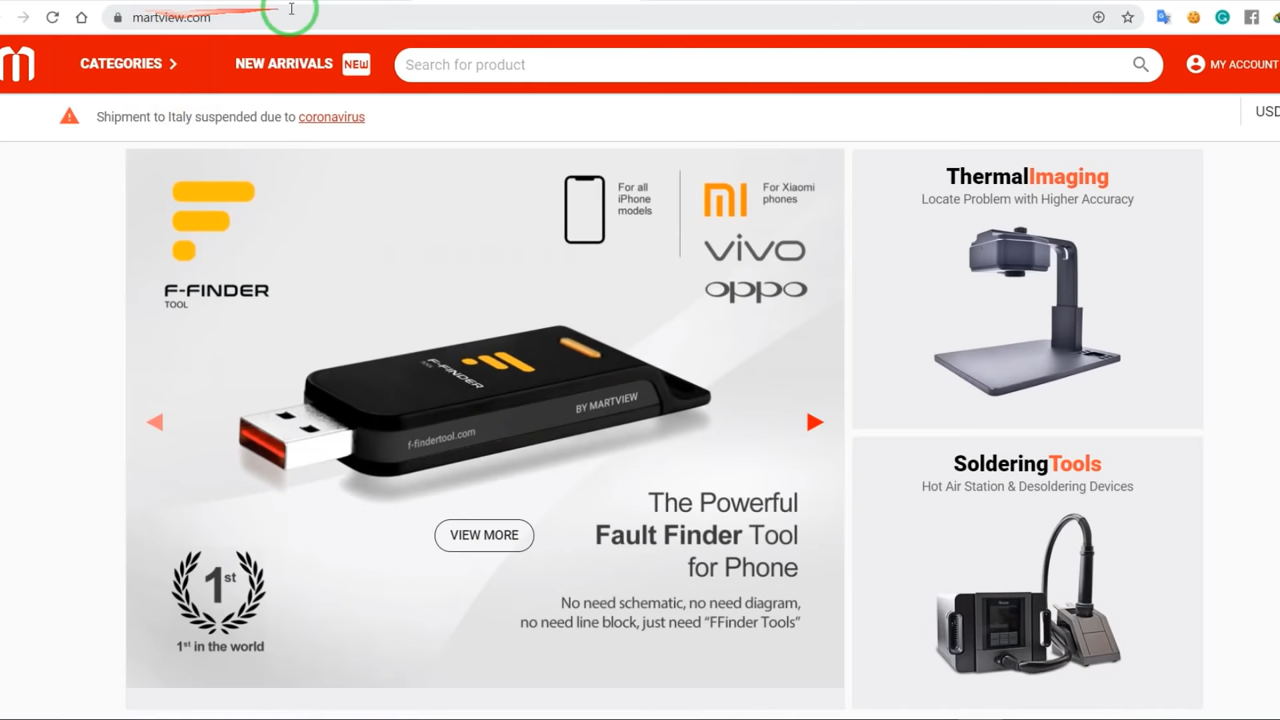 martview.com
CATEGORIES
NEW ARRIVALS NEW
Search for product
MY ACCOUNT
Shipment to Italy suspended due to coronavirus
USD
F-FINDER
TOOL
For all
iPhone
models
For Xiaomi
phones
vivo
oppo
F-FINDER
BY MARTVIEW
f-findertool.com
VIEW MORE
The Powerful
Fault Finder Tool
for Phone
No need schematic, no need diagram,
no need line block, just need “FFinder Tools”
1st
1st in the world
ThermalImaging
Locate Problem with Higher Accuracy
SolderingTools
Hot Air Station & Desoldering Devices